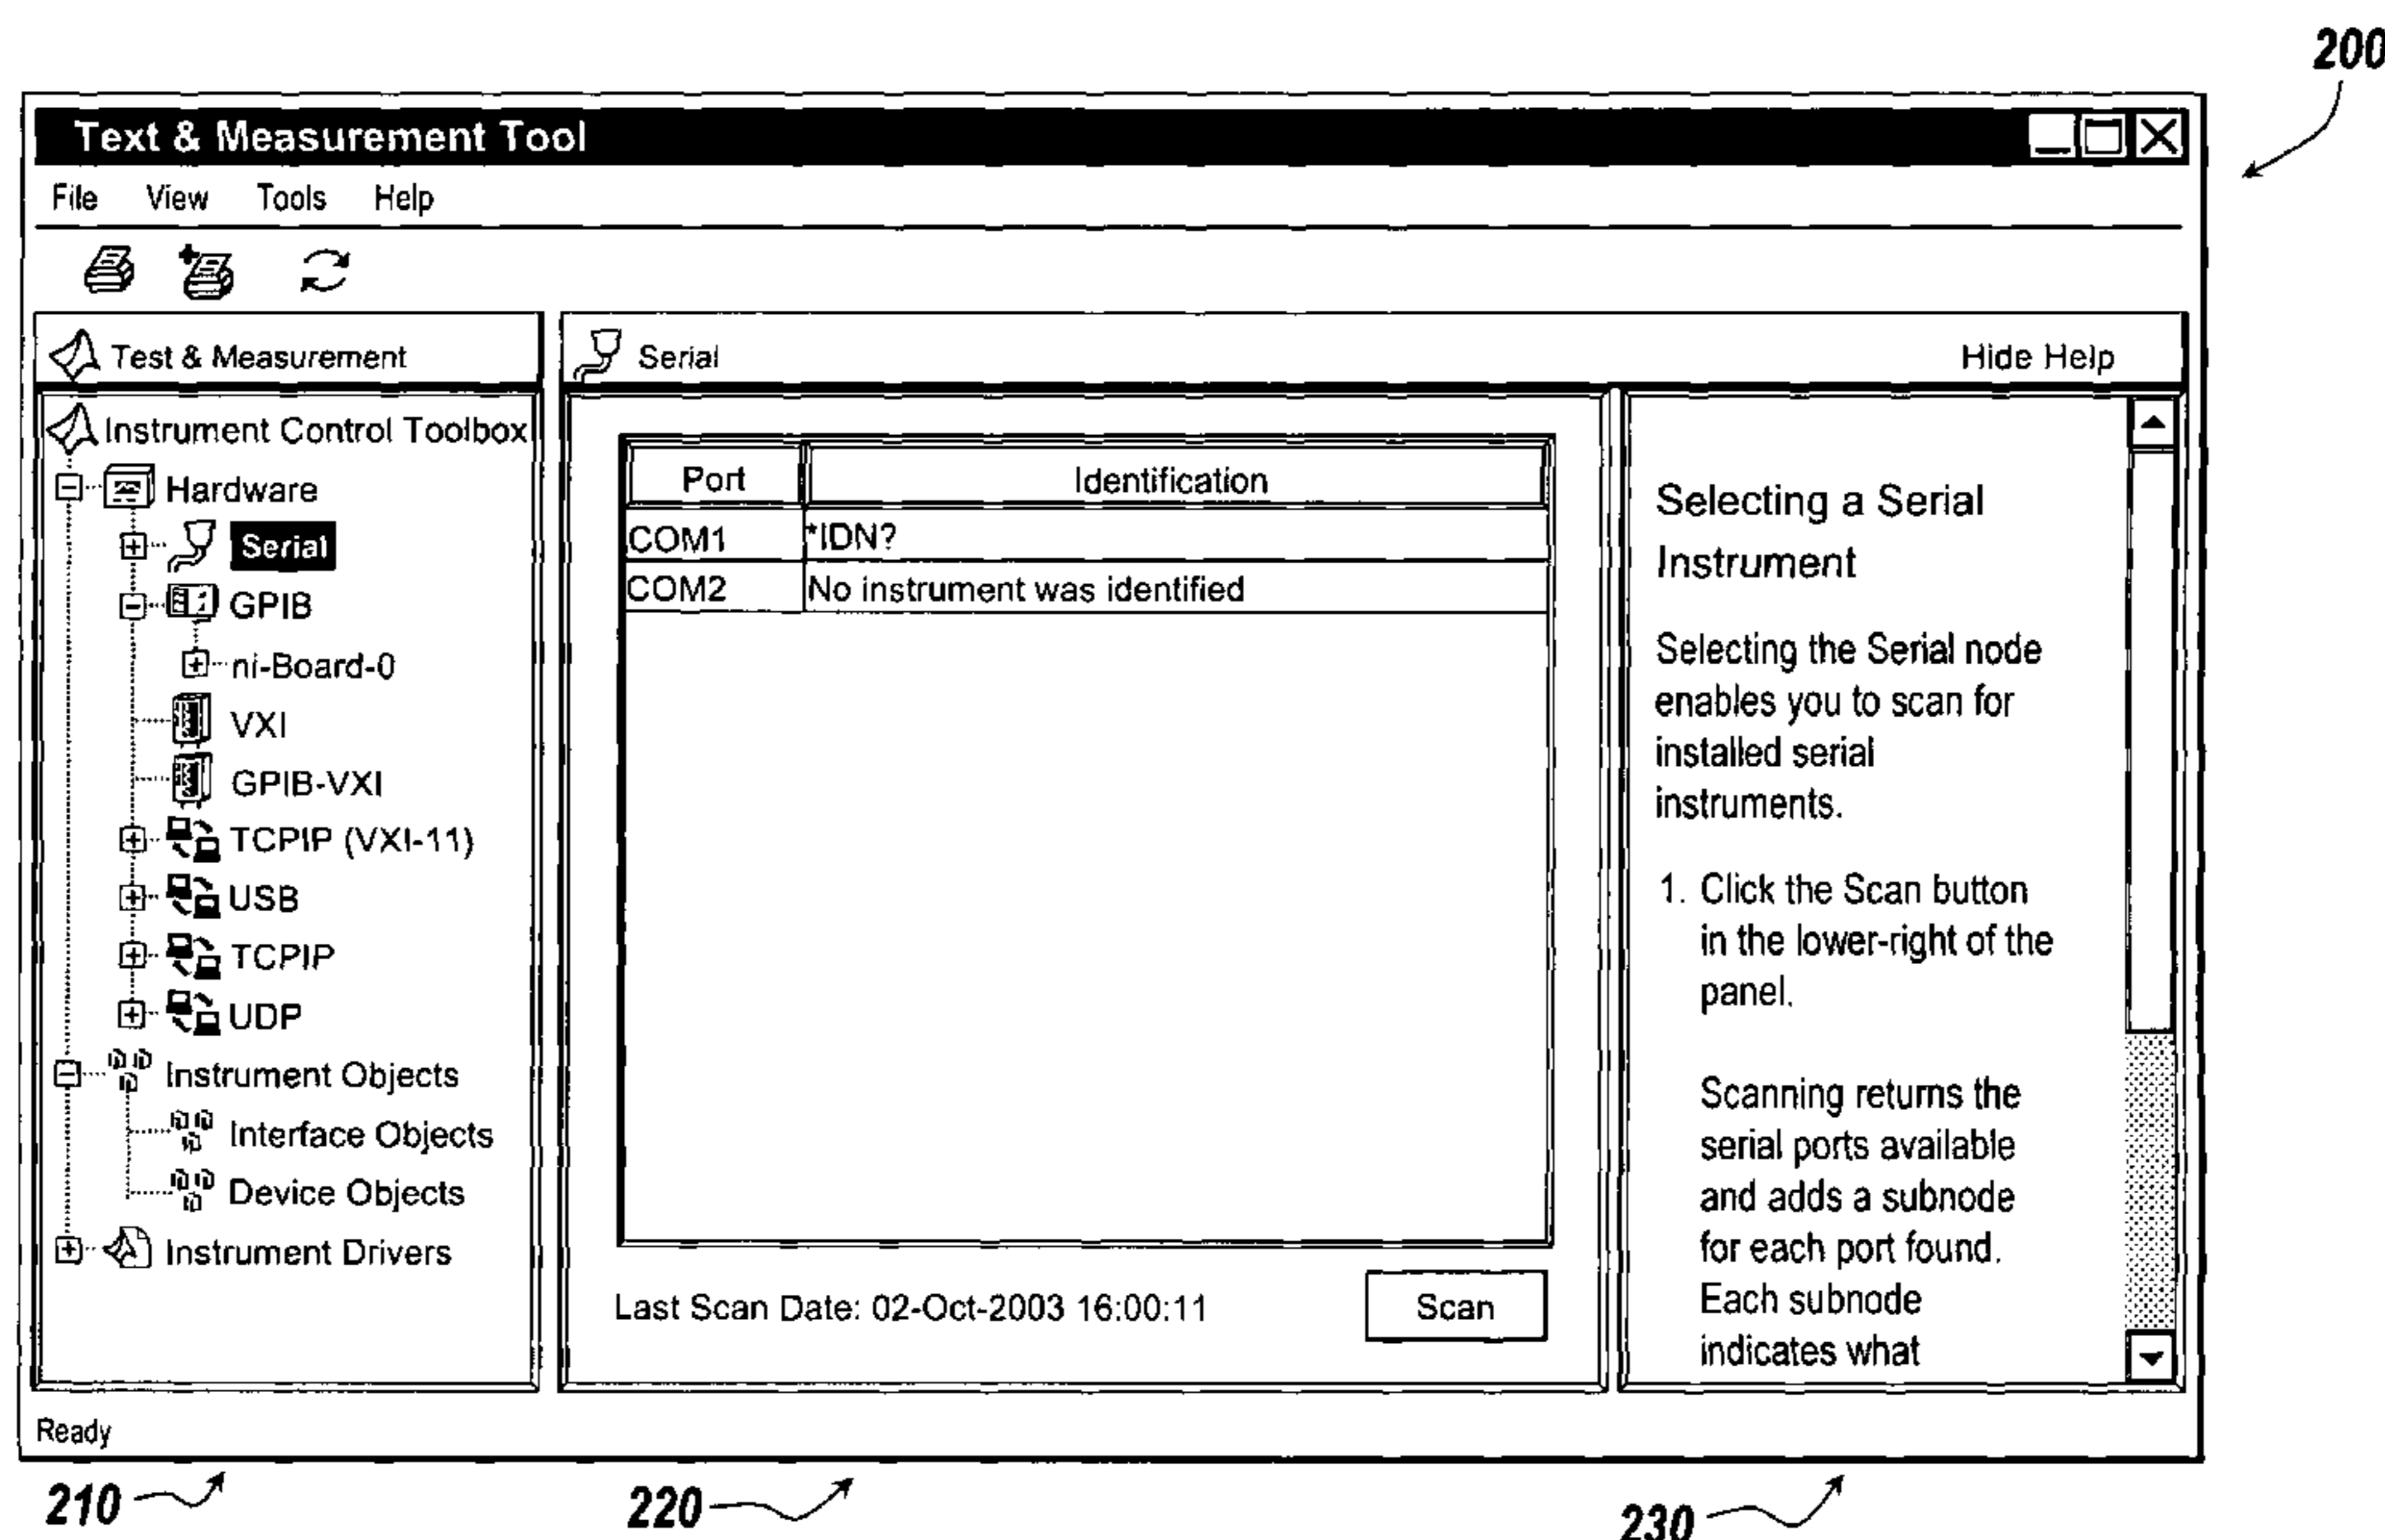 200
Text & Measurement Tool
File View Tools Help
Test & Measurement
Instrument Control Toolbox
Hardware
Serial
GPIB
ni-Board-0
VXI
GPIB-VXI
TCPIP (VXI-11)
USB
TCPIP
UDP
Instrument Objects
Interface Objects
Device Objects
Instrument Drivers
Serial
Hide Help
Port Identification
COM1 *IDN?
COM2 No instrument was identified
Last Scan Date: 02-Oct-2003 16:00:11
Scan
Selecting a Serial
Instrument
Selecting the Serial node
enables you to scan for
installed serial
instruments.
1. Click the Scan button
in the lower-right of the
panel.
Scanning returns the
serial ports available
and adds a subnode
for each port found.
Each subnode
indicates what
Ready
210
220
230